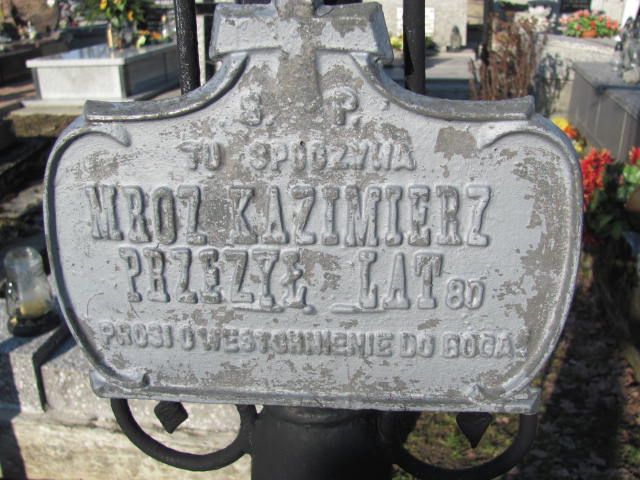 Ś. P.
TU SPOCZYWA
MROZ KAZIMIERZ
PRZEZYŁ LAT 80
PROSI O WESTCHNIENIE DO BOGA